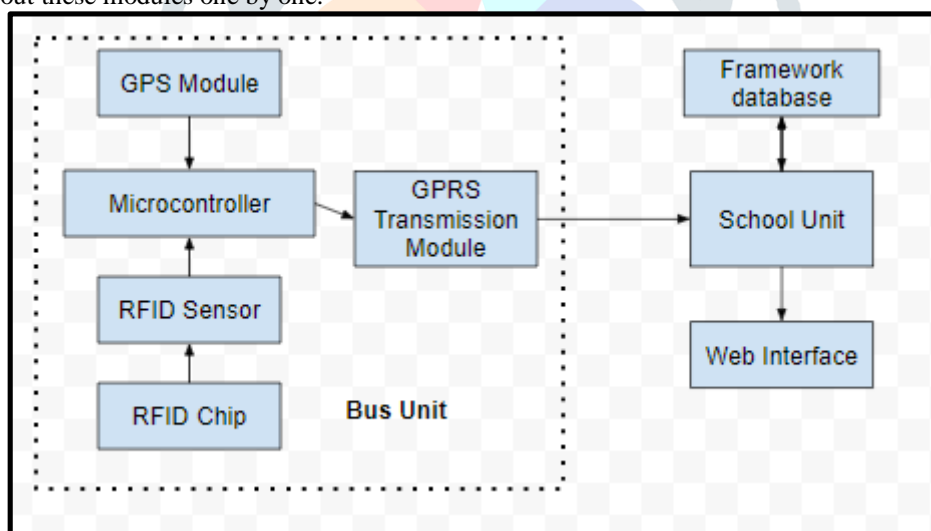 out these modules one by one.
GPS Module
Microcontroller
RFID Sensor
RFID Chip
GPRS
Transmission
Module
Bus Unit
Framework
database
School Unit
Web Interface